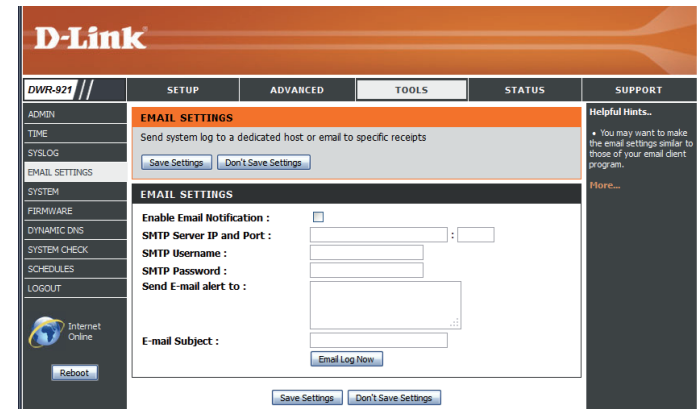 D-Link
DWR-921
SETUP
ADVANCED
TOOLS
STATUS
SUPPORT
ADMIN
TIME
SYSLOG
EMAIL SETTINGS
SYSTEM
FIRMWARE
DYNAMIC DNS
SYSTEM CHECK
SCHEDULES
LOGOUT
Internet
Online
Reboot
EMAIL SETTINGS
Send system log to a dedicated host or email to specific receipts
Save Settings
Don't Save Settings
EMAIL SETTINGS
Enable Email Notification :
SMTP Server IP and Port :
:
SMTP Username :
SMTP Password :
Send E-mail alert to :
E-mail Subject :
Email Log Now
Save Settings
Don't Save Settings
Helpful Hints..
• You may want to make
the email settings similar to
those of your email client
program.
More...